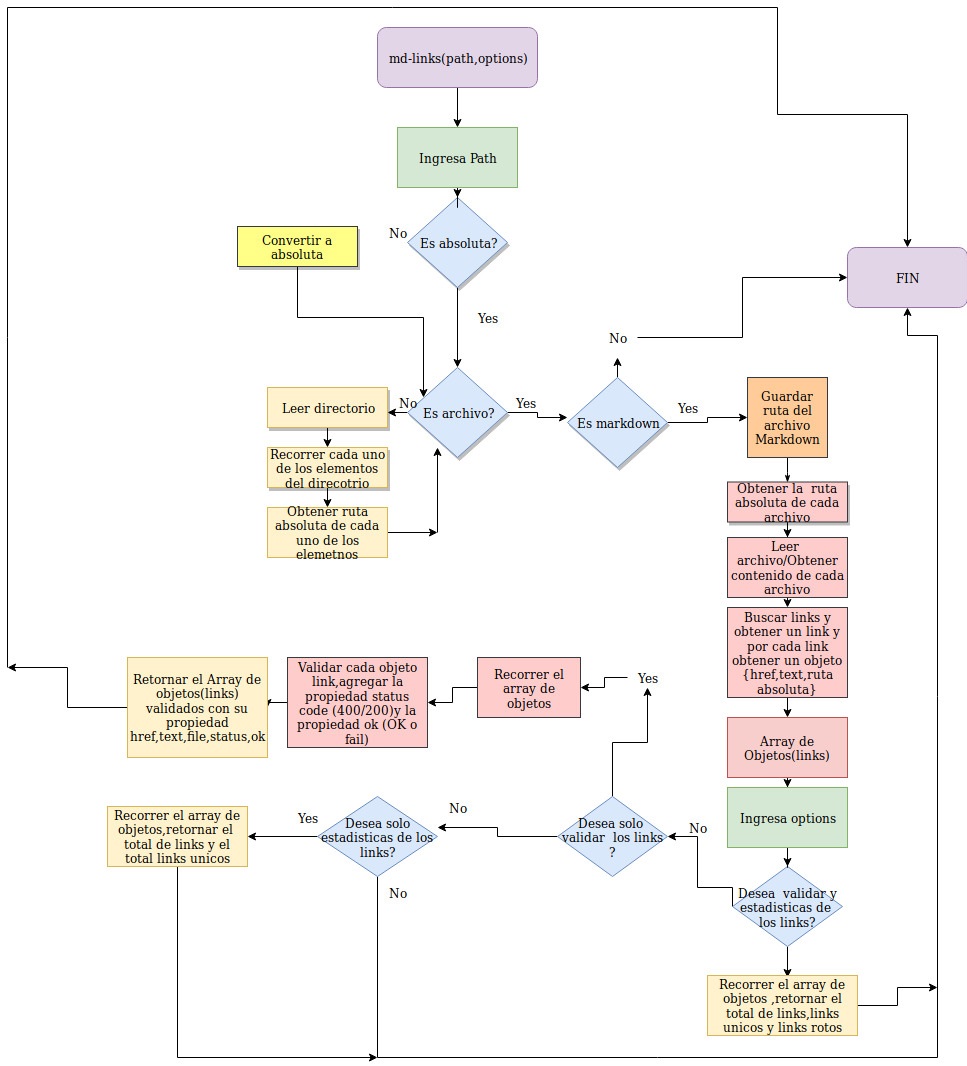 md-links(path,options)
Ingresa Path
No
Es absoluta?
Convertir a
absoluta
Yes
FIN
No
Leer directorio
No
Es archivo?
Yes
Es markdown
Yes
Guardar
ruta del
archivo
Markdown
Recorrer cada uno
de los elementos
del direcotrio
Obtener ruta
absoluta de cada
uno de los
elemetnos
Obtener la  ruta
absoluta de cada
archivo
Leer
archivo/Obtener
contenido de cada
archivo
Buscar links y
obtener un link y
por cada link
obtener un objeto
{href,text,ruta
absoluta}
Retornar el Array de
objetos(links)
validados con su
propiedad
href,text,file,status,ok
Validar cada objeto
link,agregar la
propiedad status
code (400/200)y la
propiedad ok (OK o
fail)
Recorrer el
array de
objetos
Yes
Array de
Objetos(links)
Ingresa options
Recorrer el array de
objetos,retornar el
total de links y el
total links unicos
Yes
Desea solo
estadisticas de los
links?
No
Desea solo
validar  los links
?
No
No
Desea  validar y
estadisticas de
los links?
Recorrer el array de
objetos ,retornar el
total de links,links
unicos y links rotos